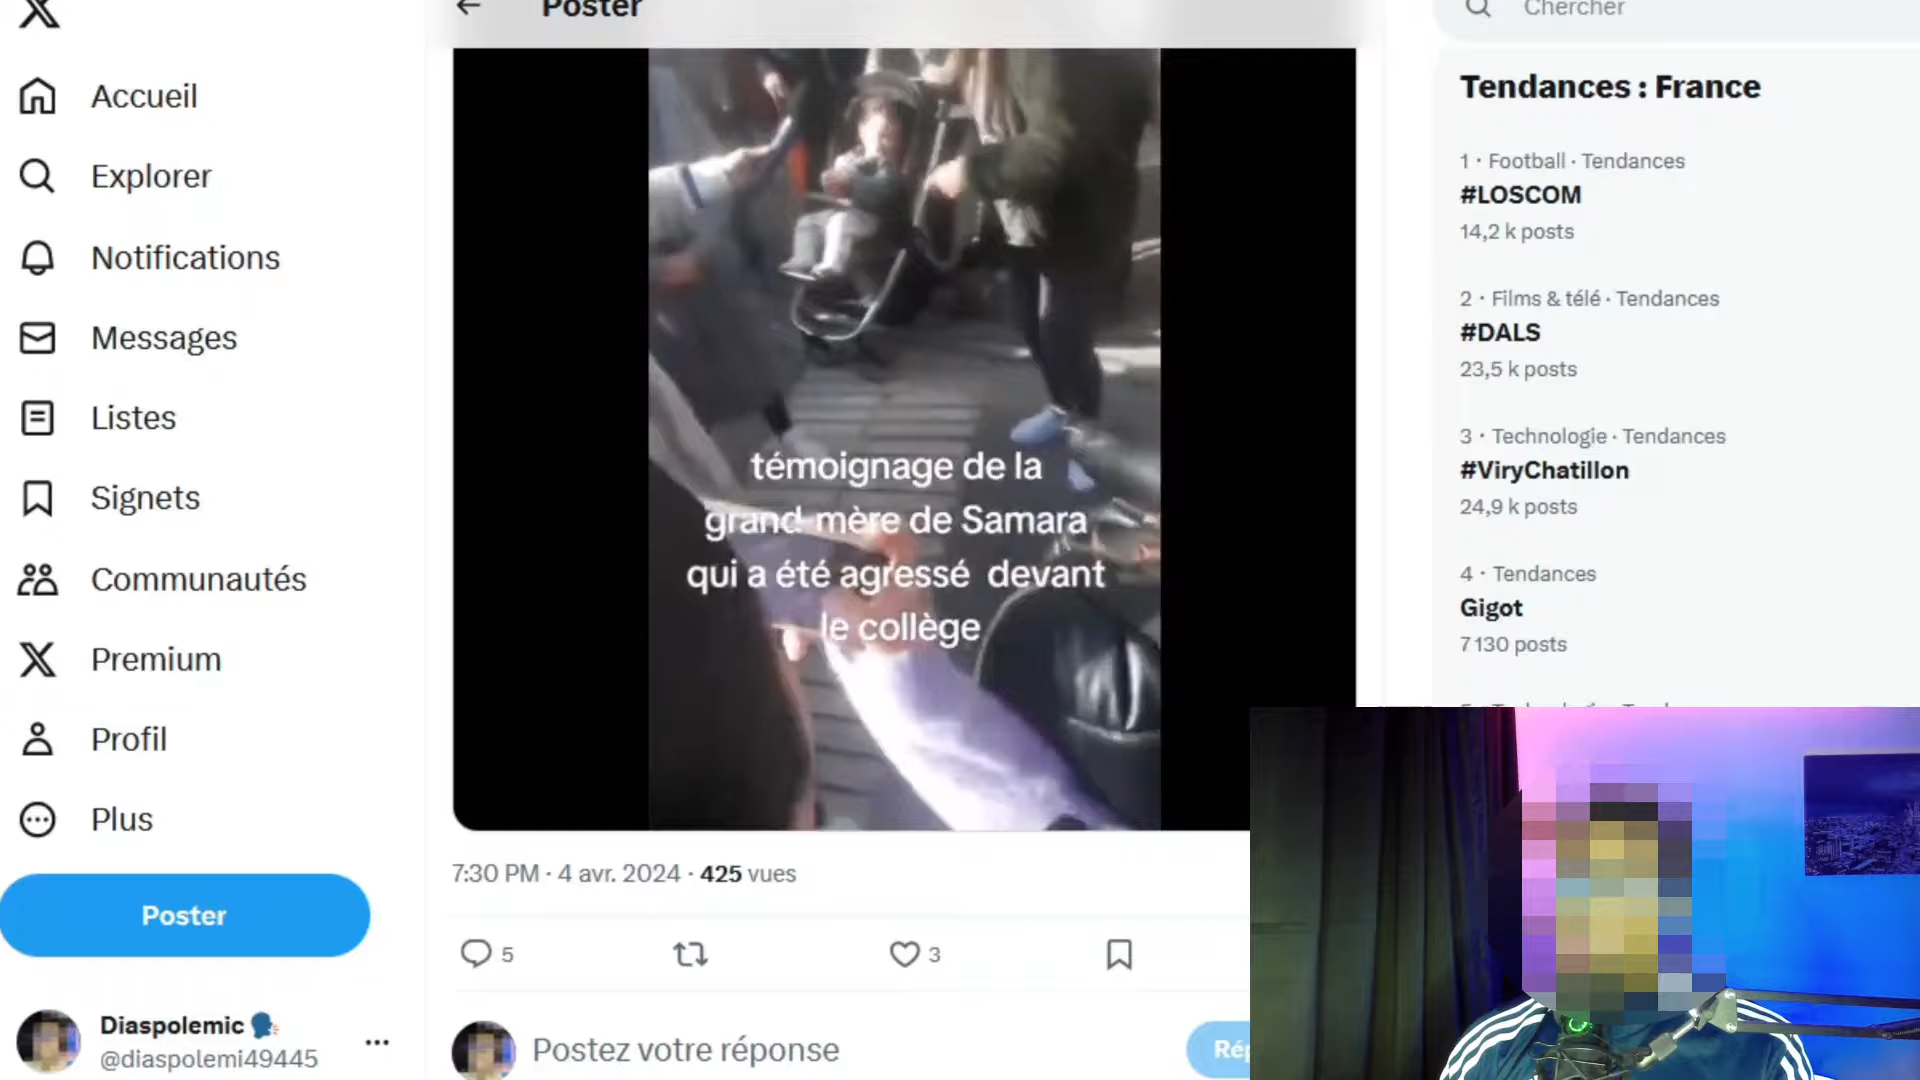 Accueil
Explorer
Notifications
Messages
Listes
Signets
Communautés
Premium
Profil
Plus
Poster
Diaspolemic
@diaspolemi49445
Poster
témoignage de la
grand-mère de Samara
qui a été agressé devant
le collège
7:30 PM · 4 avr. 2024 · 425 vues
5
3
Postez votre réponse
Chercher
Tendances : France
1 · Football · Tendances
#LOSCOM
14,2 k posts
2 · Films & télé · Tendances
#DALS
23,5 k posts
3 · Technologie · Tendances
#ViryChatillon
24,9 k posts
4 · Tendances
Gigot
7 130 posts